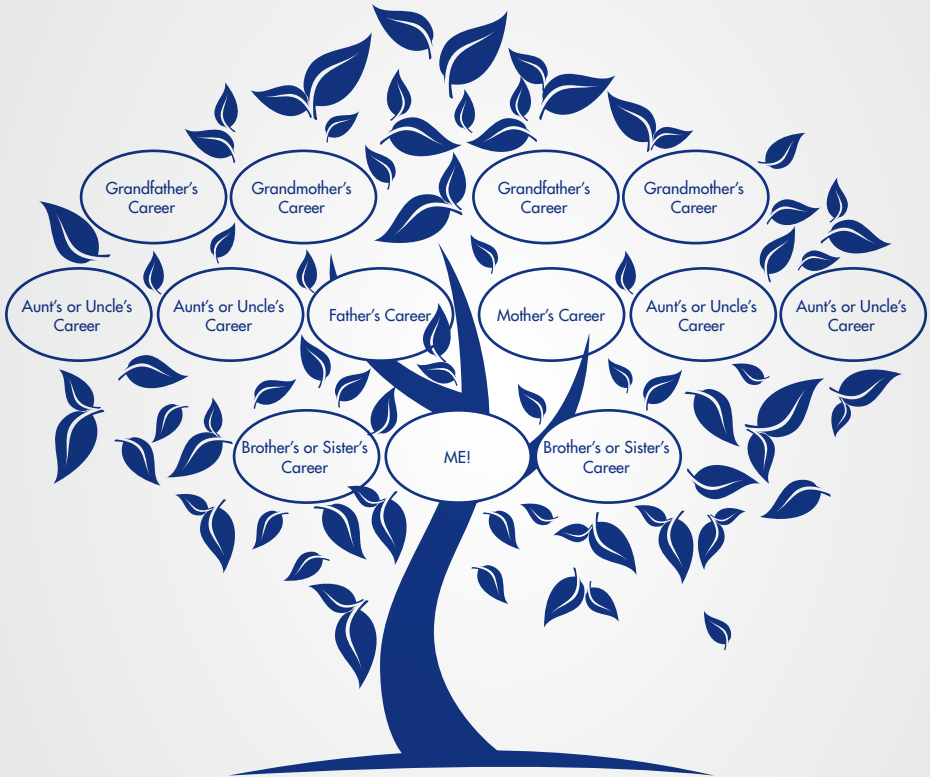 Grandfather's
Career
Grandmother's
Career
Grandfather's
Career
Grandmother's
Career
Aunt's or Uncle's
Career
Aunt's or Uncle's
Career
Father's Career
Mother's Career
Aunt's or Uncle's
Career
Aunt's or Uncle's
Career
Brother's or Sister's
Career
ME!
Brother's or Sister's
Career